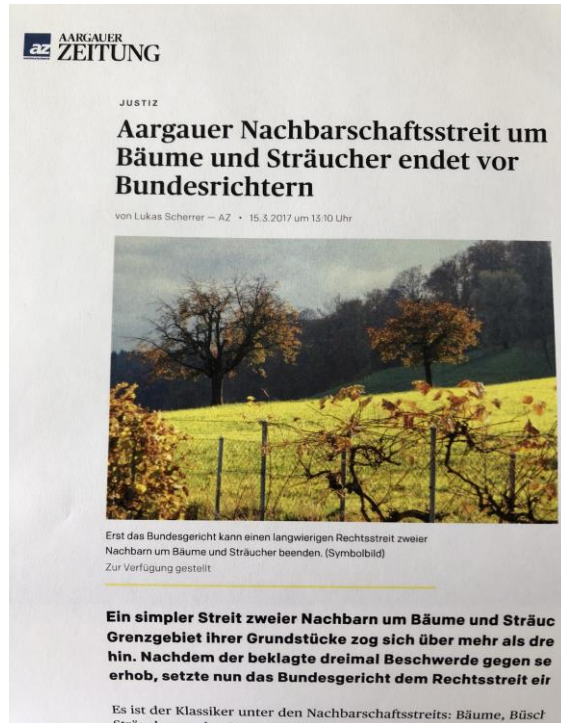 az AARGAUER
ZEITUNG
JUSTIZ
Aargauer Nachbarschaftsstreit um
Bäume und Sträucher endet vor
Bundesrichtern
von Lukas Scherrer — AZ • 15.3.2017 um 13:10 Uhr
Erst das Bundesgericht kann einen langwierigen Rechtsstreit zweier
Nachbarn um Bäume und Sträucher beenden. (Symbolbild)
Zur Verfügung gestellt
Ein simpler Streit zweier Nachbarn um Bäume und Sträuc
Grenzgebiet ihrer Grundstücke zog sich über mehr als dre
hin. Nachdem der beklagte dreimal Beschwerde gegen se
erhob, setzte nun das Bundesgericht dem Rechtsstreit eir
Es ist der Klassiker unter den Nachbarschaftsstreits: Bäume, Büsch